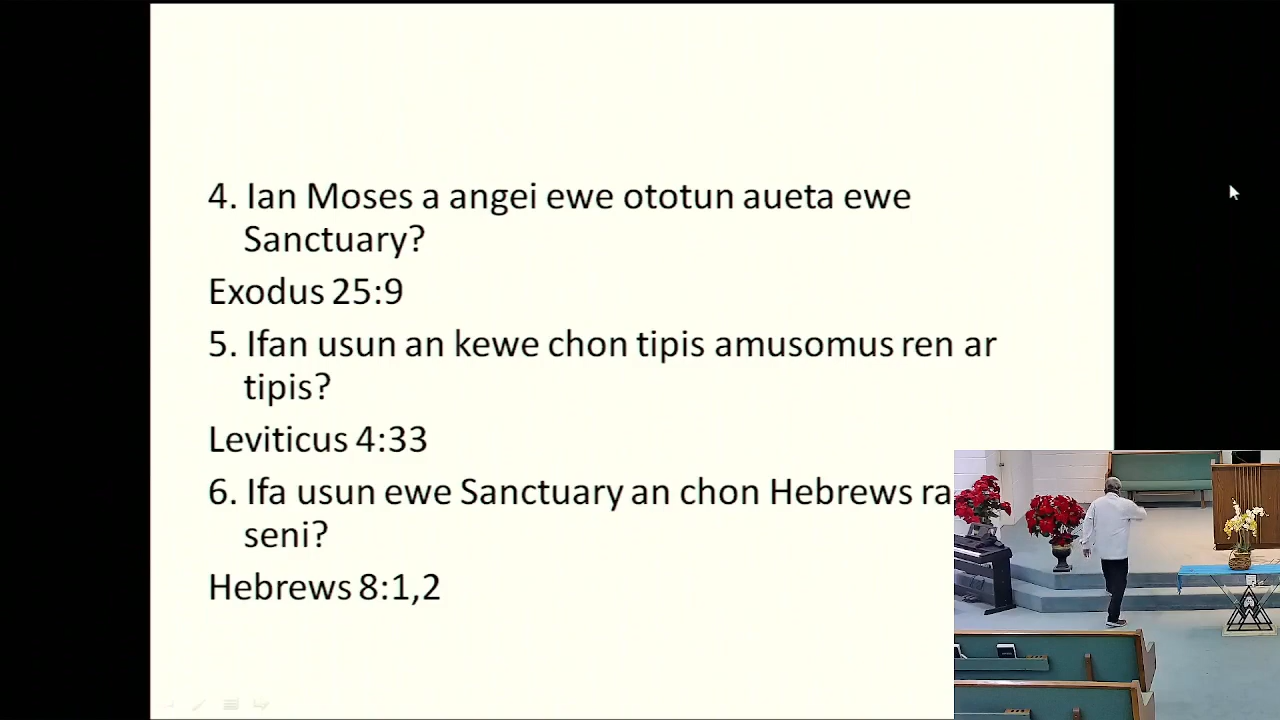 4. Ian Moses a angei ewe ototun aueta ewe
Sanctuary?
Exodus 25:9
5. Ifan usun an kewe chon tipis amusomus ren ar
tipis?
Leviticus 4:33
6. Ifa usun ewe Sanctuary an chon Hebrews ra
seni?
Hebrews 8:1,2